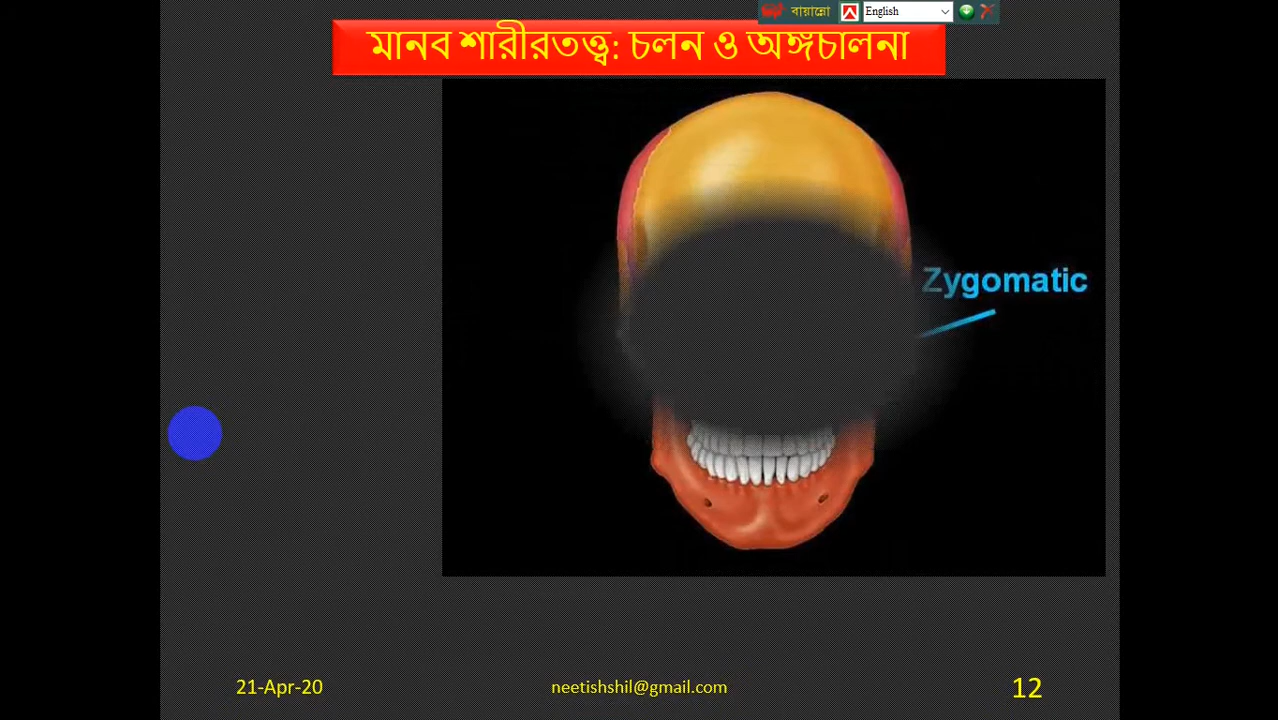 বায়ান্নো
English
মানব শারীরতত্ত্ব: চলন ও অঙ্গচালনা
Zygomatic
21-Apr-20
neetishshil@gmail.com
12